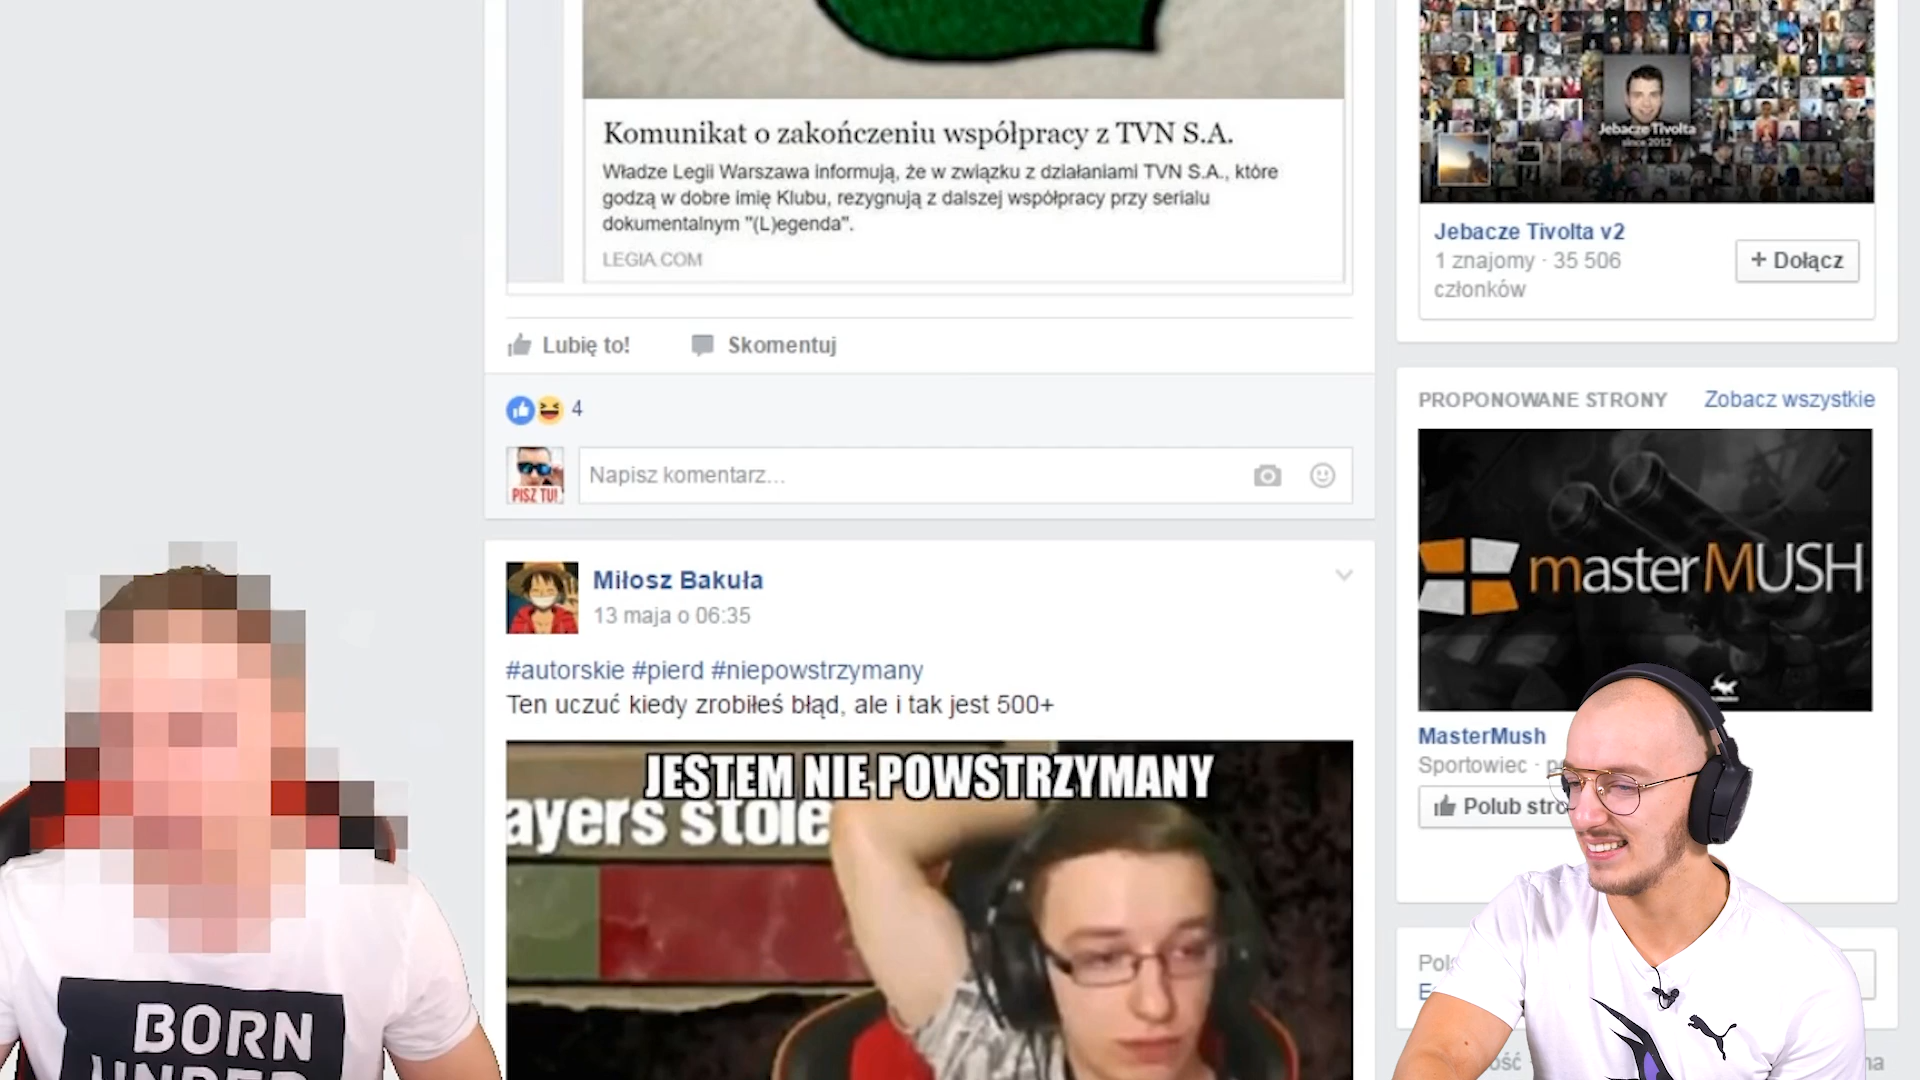 Komunikat o zakończeniu współpracy z TVN S.A.
Władze Legii Warszawa informują, że w związku z działaniami TVN S.A., które
godzą w dobre imię Klubu, rezygnują z dalszej współpracy przy serialu
dokumentalnym "(L)egenda".
LEGIA.COM
Lubię to!
Skomentuj
4
PISZ TU!
Napisz komentarz...
Miłosz Bakuła
13 maja o 06:35
#autorskie #pierd #niepowstrzymany
Ten uczuć kiedy zrobiłeś błąd, ale i tak jest 500+
JESTEM NIE POWSTRZYMANY
ayers stole
Jebacze Tivolta
since 2012
Jebacze Tivolta v2
1 znajomy · 35 506
członków
+ Dołącz
PROPONOWANE STRONY
Zobacz wszystkie
masterMUSH
MasterMush
Sportowiec
Polub stro
BORN
UNDER